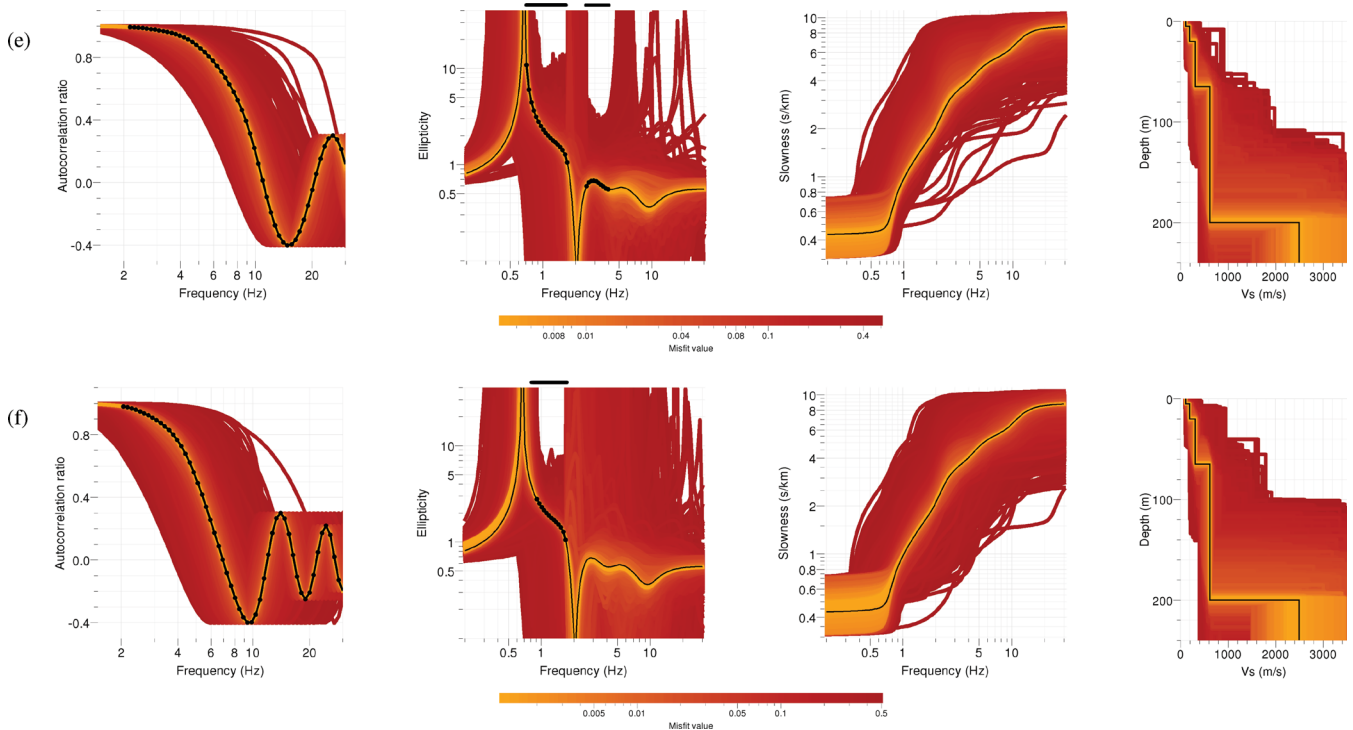 (e)
Autocorrelation ratio
0.8
0.4
0.0
-0.4
2 4 6 8 10 20
Frequency (Hz)
Ellipticity
10
5
1
0.5
0.5 1 5 10
Frequency (Hz)
Slowness (s/km)
10
8
6
4
2
1
0.8
0.6
0.4
0.5 1 2 4 6 8 10
Frequency (Hz)
Depth (m)
0
100
200
0 1000 2000 3000
Vs (m/s)
0.008 0.01 0.04 0.08 0.1 0.4
Misfit value
(f)
Autocorrelation ratio
0.8
0.4
0.0
-0.4
2 4 6 8 10 20
Frequency (Hz)
Ellipticity
10
5
1
0.5
0.5 1 5 10
Frequency (Hz)
Slowness (s/km)
10
8
6
4
2
1
0.8
0.6
0.4
0.5 1 2 4 6 8 10
Frequency (Hz)
Depth (m)
0
100
200
0 1000 2000 3000
Vs (m/s)
0.005 0.01 0.05 0.1 0.5
Misfit value